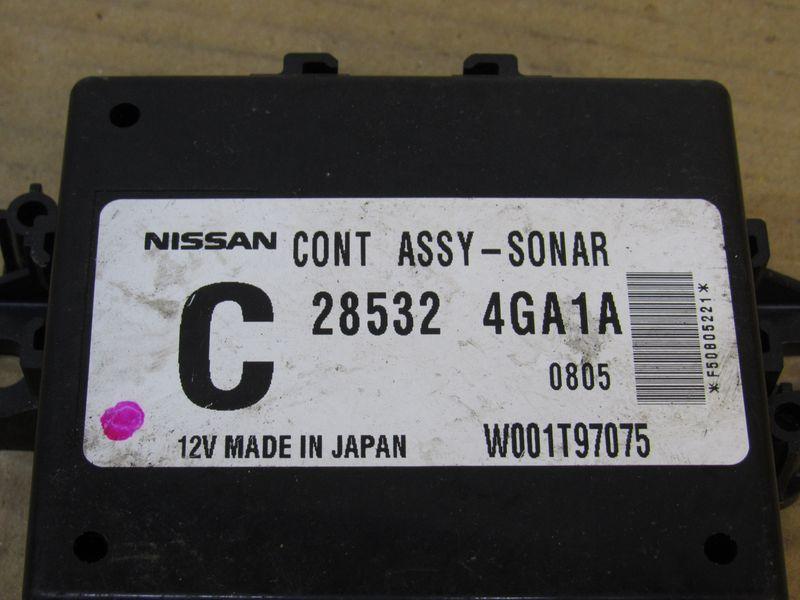 NISSAN CONT ASSY-SONAR
C 28532 4GA1A
0805
12V MADE IN JAPAN W001T97075
*F50805221*